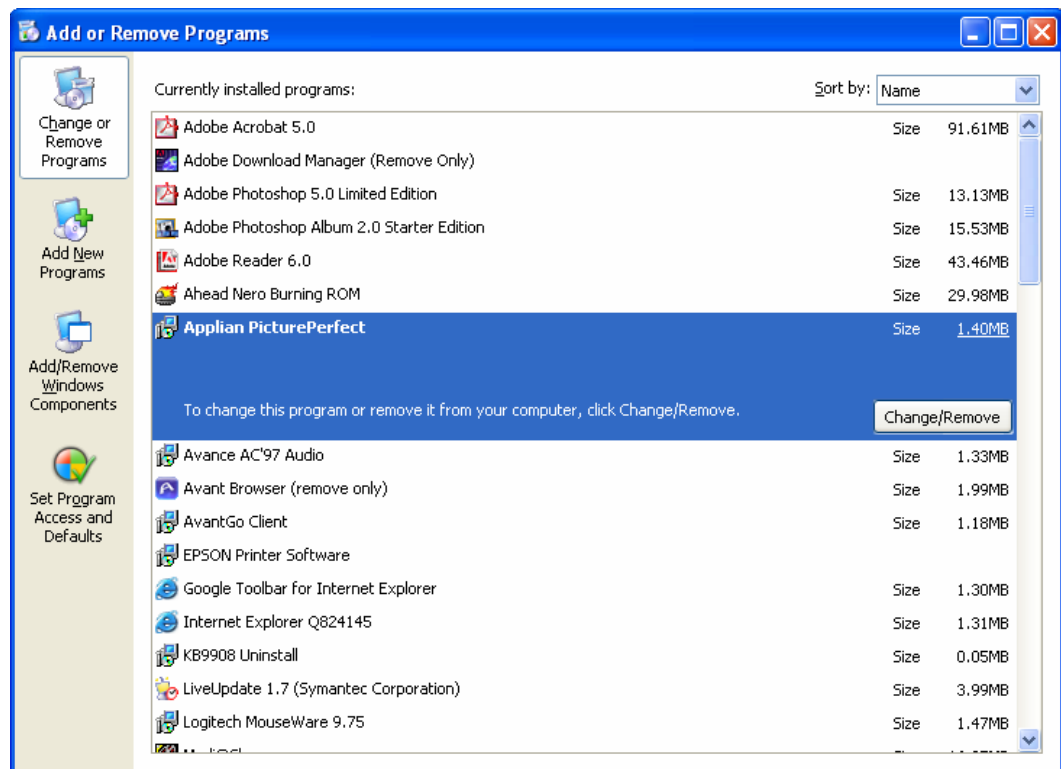 Add or Remove Programs
Change or
Remove
Programs
Add New
Programs
Add/Remove
Windows
Components
Set Program
Access and
Defaults
Currently installed programs: Sort by: Name
Adobe Acrobat 5.0 Size 91.61MB
Adobe Download Manager (Remove Only)
Adobe Photoshop 5.0 Limited Edition Size 13.13MB
Adobe Photoshop Album 2.0 Starter Edition Size 15.53MB
Adobe Reader 6.0 Size 43.46MB
Ahead Nero Burning ROM Size 29.98MB
Applian PicturePerfect Size 1.40MB
To change this program or remove it from your computer, click Change/Remove. Change/Remove
Avance AC'97 Audio Size 1.33MB
Avant Browser (remove only) Size 1.99MB
AvantGo Client Size 1.18MB
EPSON Printer Software
Google Toolbar for Internet Explorer Size 1.30MB
Internet Explorer Q824145 Size 1.31MB
KB9908 Uninstall Size 0.05MB
LiveUpdate 1.7 (Symantec Corporation) Size 3.99MB
Logitech MouseWare 9.75 Size 1.47MB